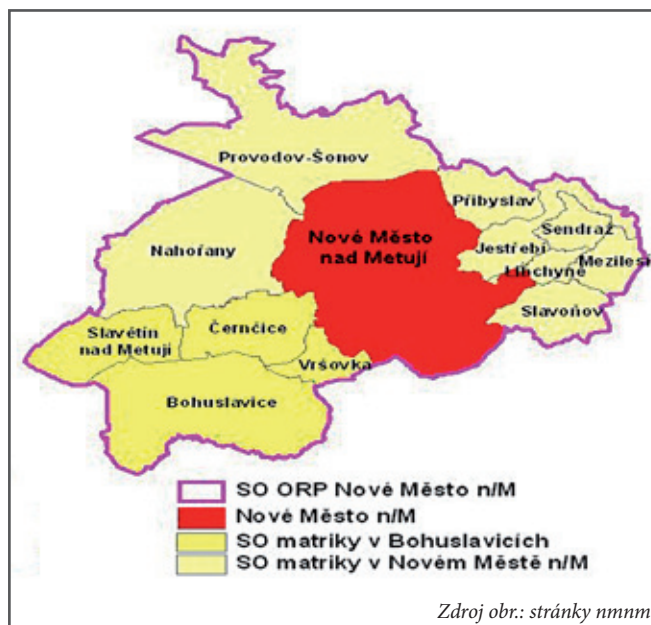 Provodov-Šonov
Přibyslav
Sendraž
Nové Město
nad Metují
Jestřebí
Mezilesí
Nahořany
Libchyně
Slavoňov
Slavětín
nad Metují
Černčice
Vršovka
Bohuslavice
SO ORP Nové Město n/M
Nové Město n/M
SO matriky v Bohuslavicích
SO matriky v Novém Městě n/M
Zdroj obr.: stránky nmnm